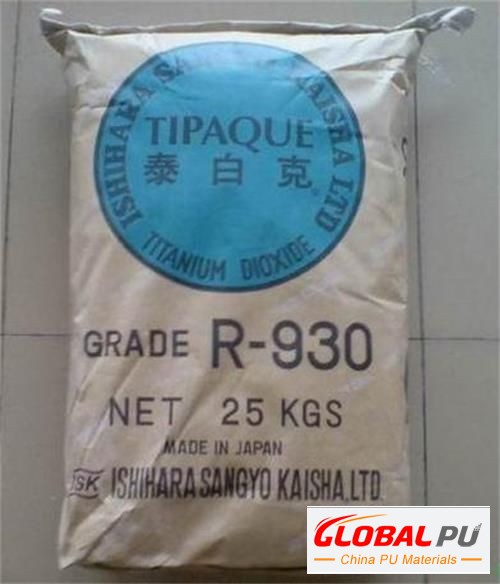 ISHIHARA SANGYO KAISHA LTD
TIPAQUE
泰白克
TITANIUM DIOXIDE
GRADE R-930
NET 25 KGS
MADE IN JAPAN
ISK ISHIHARA SANGYO KAISHA, LTD.
GLOBAL PU
China PU Materials